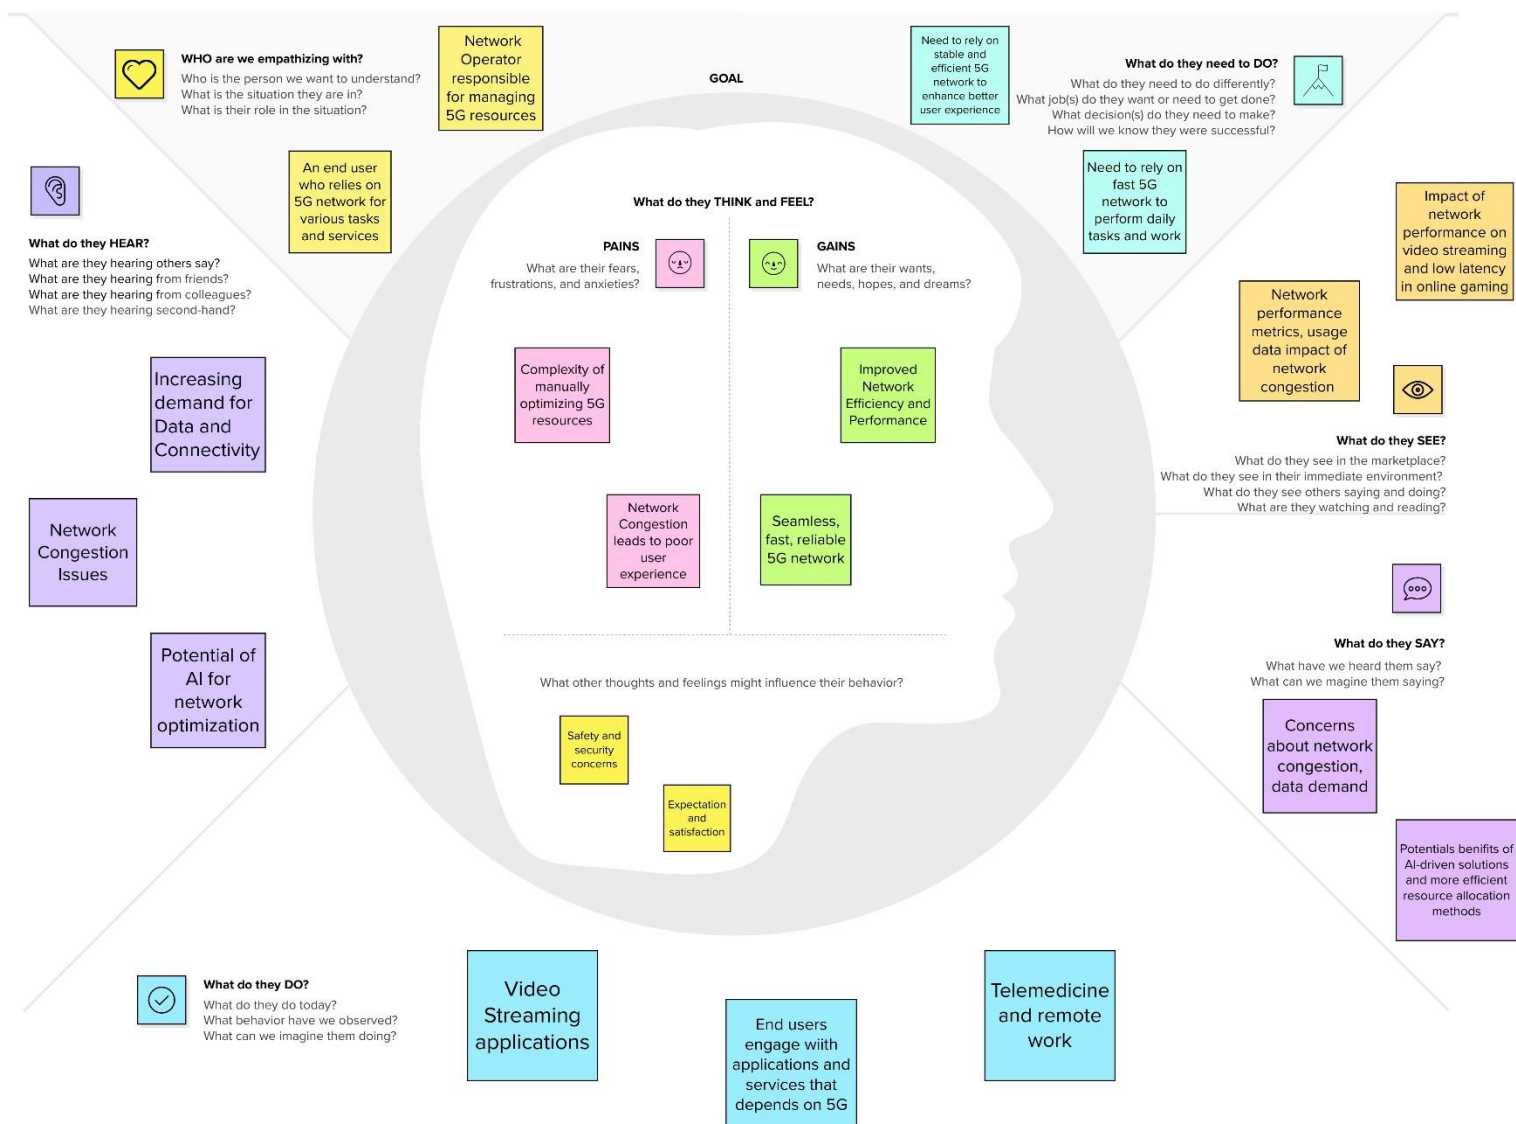 WHO are we empathizing with?
Who is the person we want to understand?
What is the situation they are in?
What is their role in the situation?
Network
Operator
responsible
for managing
5G resources
An end user
who relies on
5G network for
various tasks
and services
GOAL
Need to rely on
stable and
efficient 5G
network to
enhance better
user experience
What do they need to DO?
What do they need to do differently?
What job(s) do they want or need to get done?
What decision(s) do they need to make?
How will we know they were successful?
Need to rely on
fast 5G
network to
perform daily
tasks and work
What do they HEAR?
What are they hearing others say?
What are they hearing from friends?
What are they hearing from colleagues?
What are they hearing second-hand?
Increasing
demand for
Data and
Connectivity
Network
Congestion
Issues
Potential of
AI for
network
optimization
What do they THINK and FEEL?
PAINS
What are their fears,
frustrations, and anxieties?
GAINS
What are their wants,
needs, hopes, and dreams?
Complexity of
manually
optimizing 5G
resources
Improved
Network
Efficiency and
Performance
Network
Congestion
leads to poor
user
experience
Seamless,
fast, reliable
5G network
What other thoughts and feelings might influence their behavior?
Safety and
security
concerns
Expectation
and
satisfaction
Impact of
network
performance on
video streaming
and low latency
in online gaming
Network
performance
metrics, usage
data impact of
network
congestion
What do they SEE?
What do they see in the marketplace?
What do they see in their immediate environment?
What do they see others saying and doing?
What are they watching and reading?
What do they SAY?
What have we heard them say?
What can we magine them saying?
Concerns
about network
congestion,
data demand
Potentials benifits of
AI-driven solutions
and more efficient
resource allocation
methods
What do they DO?
What do they do today?
What behavior have we observed?
What can we imagine them doing?
Video
Streaming
applications
End users
engage wiith
applications and
services that
depends on 5G
Telemedicine
and remote
work